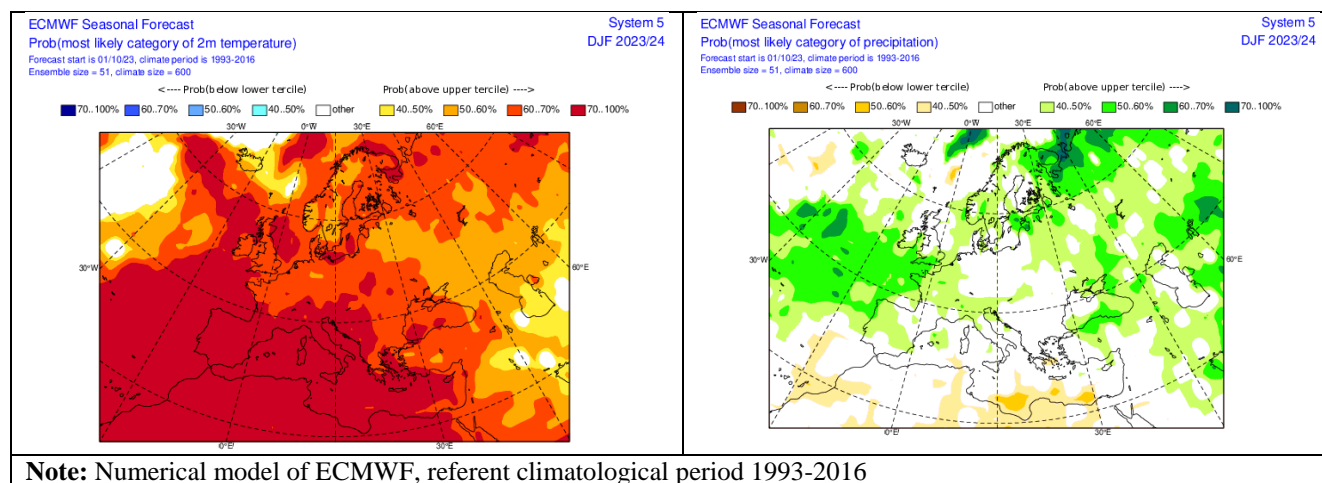 ECMWF Seasonal Forecast
System 5
Prob(most likely category of 2m temperature)
DJF 2023/24
Forecast start is 01/10/23, climate period is 1993-2016
Ensemble size = 51, climate size = 600
<---- Prob(below lower tercile)
Prob(above upper tercile) ---->
70..100%
60..70%
50..60%
40..50%
other
40..50%
50..60%
60..70%
70..100%
30°W
0°W
30°E
60°E
30°W
60°E
0°E
30°E
ECMWF Seasonal Forecast
System 5
Prob(most likely category of precipitation)
DJF 2023/24
Forecast start is 01/10/23, climate period is 1993-2016
Ensemble size = 51, climate size = 600
<---- Prob(below lower tercile)
Prob(above upper tercile) ---->
70..100%
60..70%
50..60%
40..50%
other
40..50%
50..60%
60..70%
70..100%
30°W
0°W
30°E
60°E
30°W
60°E
0°E
30°E
Note: Numerical model of ECMWF, referent climatological period 1993-2016